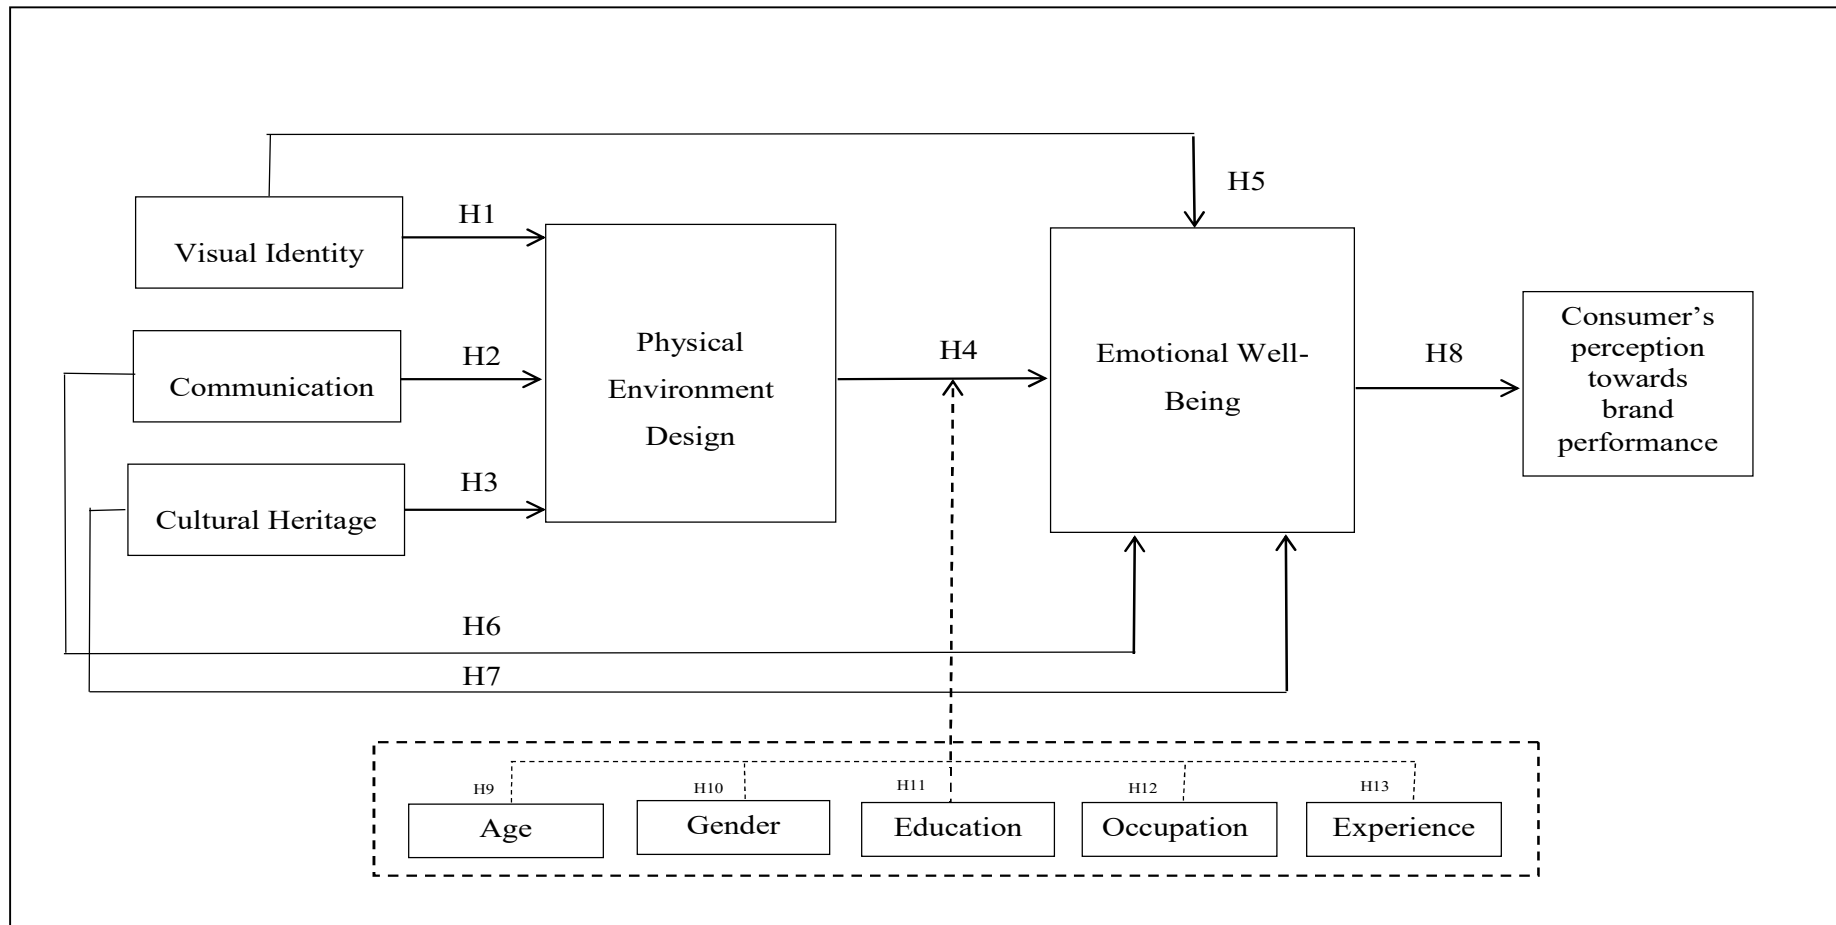 H5
H1
Visual Identity
Physical
Environment
Design
H2
Communication
H3
Cultural Heritage
H4
Emotional Well-
Being
H8
Consumer’s
perception
towards
brand
performance
H6
H7
H9
H10
H11
H12
H13
Age
Gender
Education
Occupation
Experience